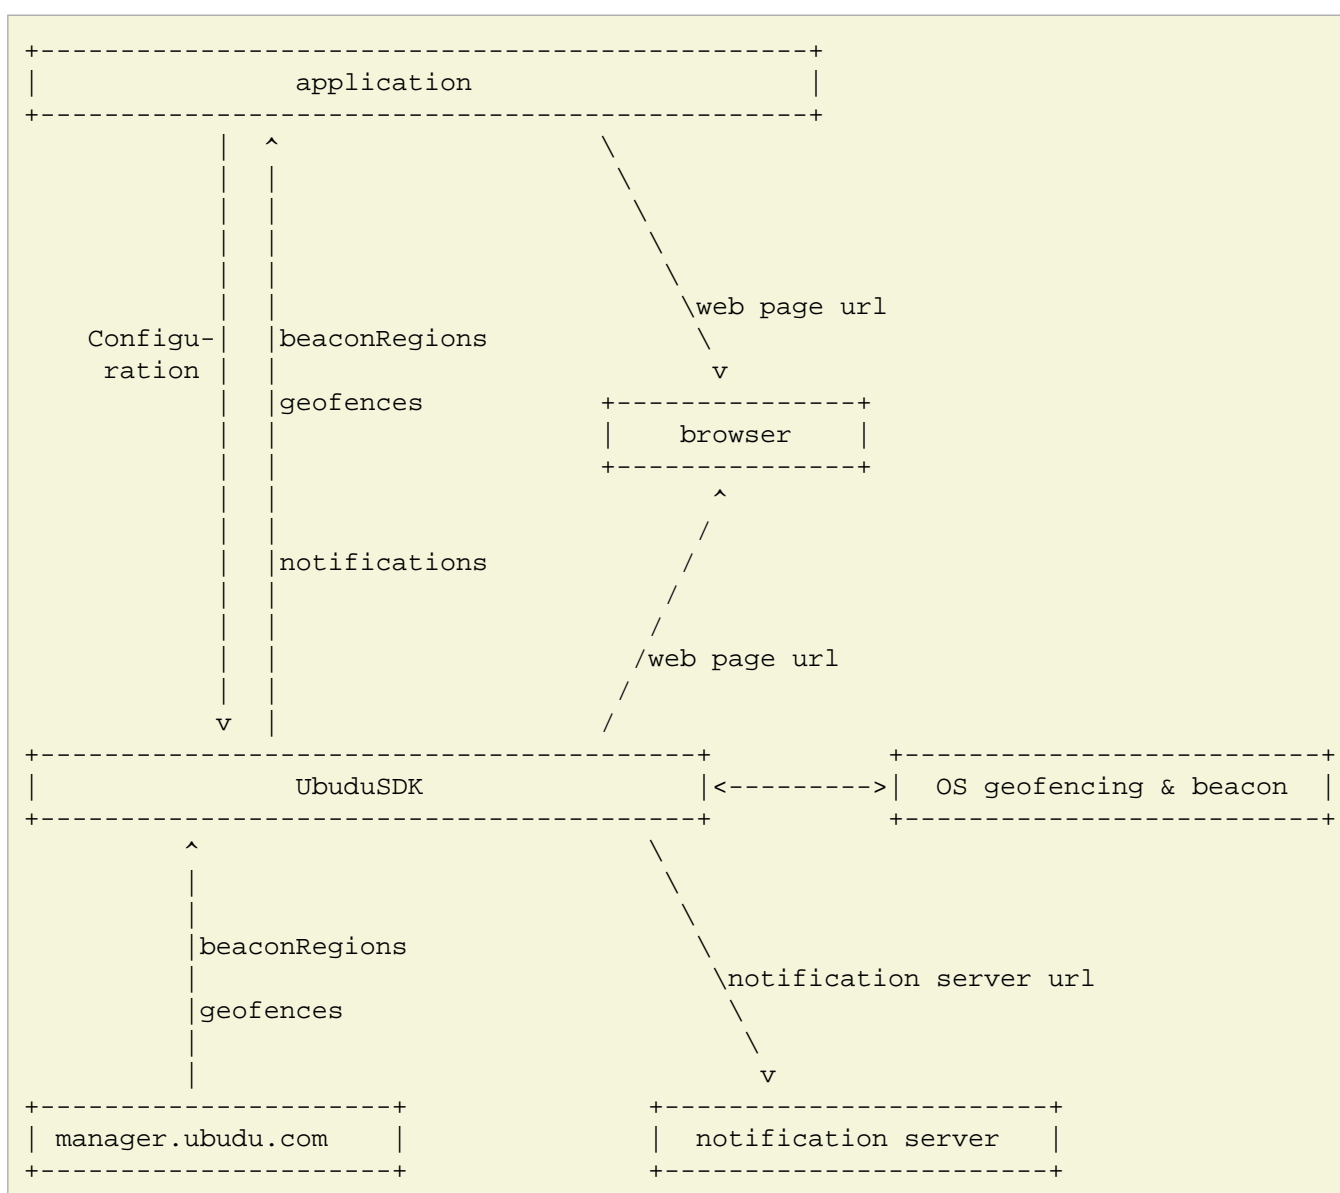 application
web page url
Configu- beaconRegions
ration
geofences
browser
notifications
web page url
UbuduSDK OS geofencing & beacon
beaconRegions
notification server url
geofences
manager.ubudu.com notification server